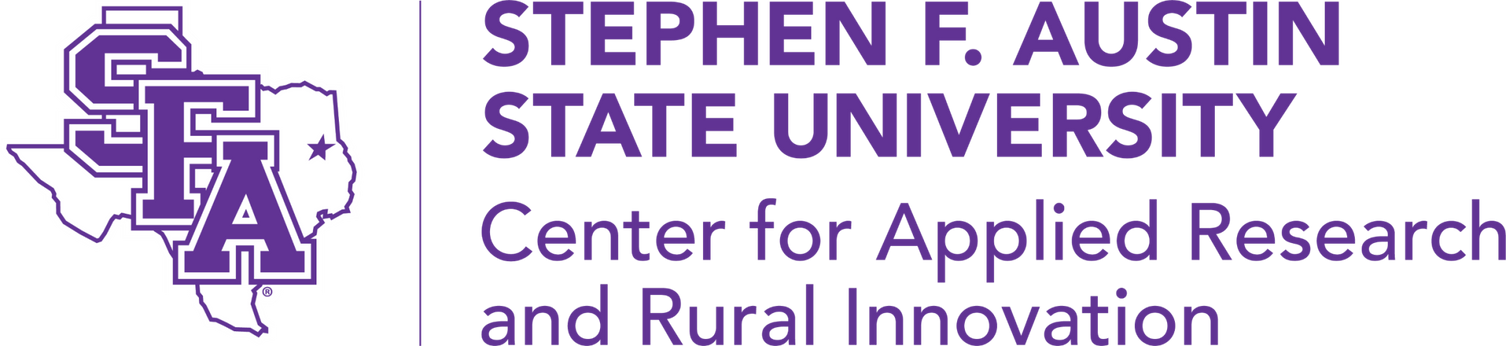 SFA
®
STEPHEN F. AUSTIN
STATE UNIVERSITY
Center for Applied Research
and Rural Innovation